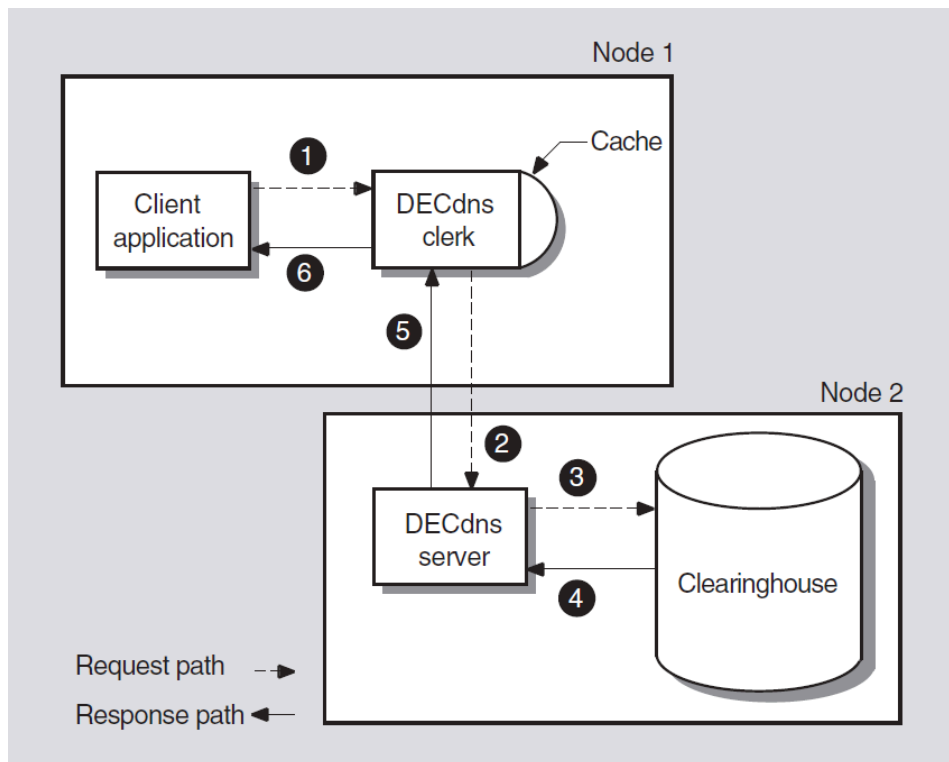 Node 1
Cache
1
Client
application
DECdns
clerk
6
5
Node 2
2
3
DECdns
server
4
Clearinghouse
Request path
Response path